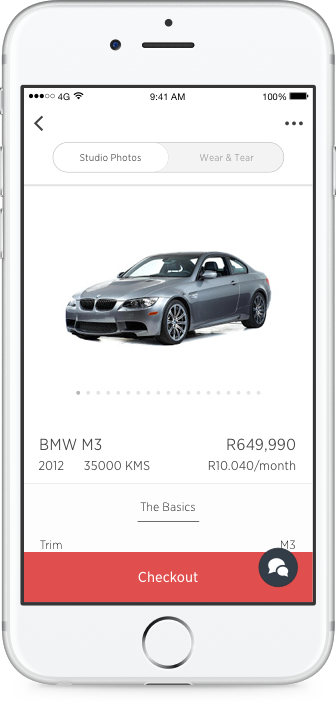 4G 9:41 AM 100%
Studio Photos Wear & Tear
BMW M3 R649,990
2012 35000 KMS R10.040/month
The Basics
Trim M3
Checkout